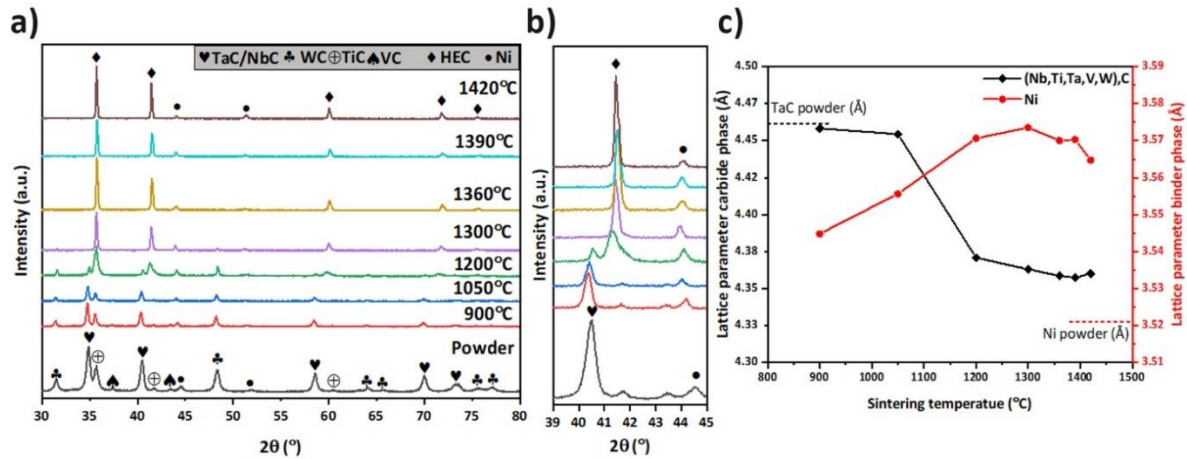 a)
♥TaC/NbC ♣ WC⊕TiC♠VC ♦ HEC ● Ni
1420°C
1390°C
1360°C
1300°C
1200°C
1050°C
900°C
Powder
Intensity (a.u.)
30 35 40 45 50 55 60 65 70 75 80
2θ (°)
b)
Intensity (a.u.)
39 40 41 42 43 44 45
2θ (°)
c)
(Nb,Ti,Ta,V,W),C
Ni
TaC powder (Å)
Ni powder (Å)
Lattice parameter carbide phase (Å)
4.50
4.47
4.45
4.43
4.40
4.38
4.35
4.33
4.30
Lattice parameter binder phase (Å)
3.59
3.58
3.57
3.56
3.55
3.54
3.53
3.52
3.51
800 900 1000 1100 1200 1300 1400 1500
Sintering temperatue (°C)